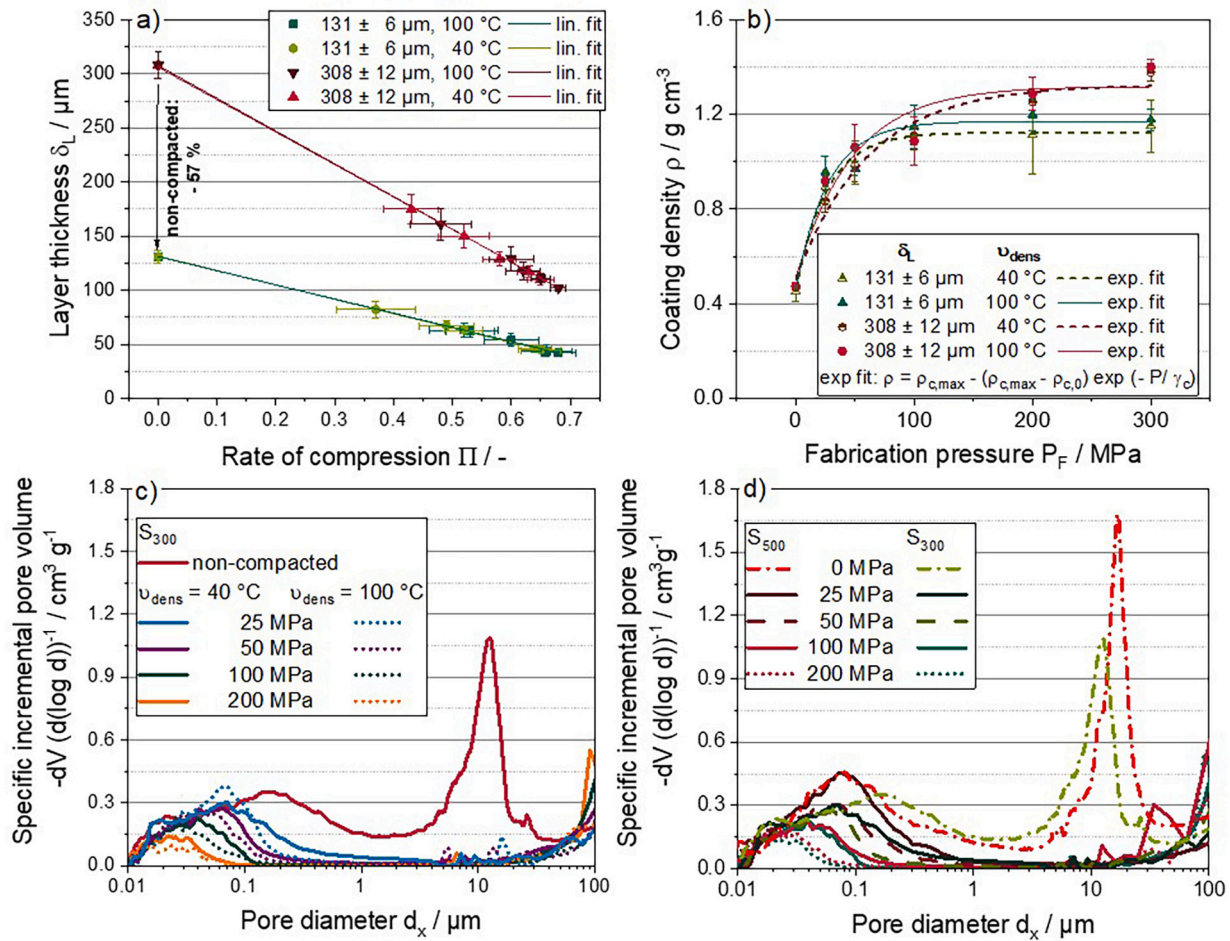 a)
350
300
250
200
150
100
50
0
Layer thickness δL / µm
131 ± 6 µm, 100 °C lin. fit
131 ± 6 µm, 40 °C lin. fit
308 ± 12 µm, 100 °C lin. fit
308 ± 12 µm, 40 °C lin. fit
non-compacted:
- 57 %
0.0 0.1 0.2 0.3 0.4 0.5 0.6 0.7
Rate of compression Π / -
b)
1.6
1.2
0.8
0.4
0.0
Coating density ρ / g cm-3
δL υdens
131 ± 6 µm 40 °C exp. fit
131 ± 6 µm 100 °C exp. fit
308 ± 12 µm 40 °C exp. fit
308 ± 12 µm 100 °C exp. fit
exp fit: ρ = ρc,max - (ρc,max - ρc,0) exp (- P/ γc)
0 100 200 300
Fabrication pressure PF / MPa
c)
1.8
1.5
1.2
0.9
0.6
0.3
0.0
Specific incremental pore volume
-dV (d(log d))-1 / cm3 g-1
S300
non-compacted
υdens = 40 °C υdens = 100 °C
25 MPa
50 MPa
100 MPa
200 MPa
0.01 0.1 1 10 100
Pore diameter dx / µm
d)
1.8
1.5
1.2
0.9
0.6
0.3
0.0
Specific incremental pore volume
-dV (d(log d))-1 / cm3g-1
S500 S300
0 MPa
25 MPa
50 MPa
100 MPa
200 MPa
0.01 0.1 1 10 100
Pore diameter dx / µm